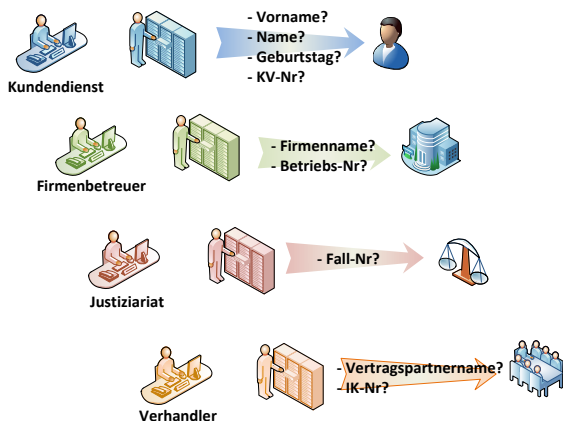 - Vorname?
- Name?
- Geburtstag?
- KV-Nr?
Kundendienst
- Firmenname?
- Betriebs-Nr?
Firmenbetreuer
- Fall-Nr?
Justiziariat
- Vertragspartnername?
- IK-Nr?
Verhandler